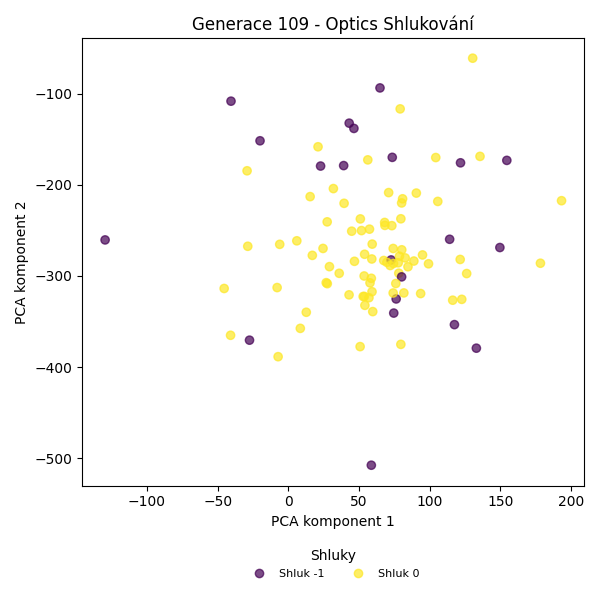 Generace 109 - Optics Shlukování
PCA komponent 2
−100
−200
−300
−400
−500
−100
−50
0
50
100
150
200
PCA komponent 1
Shluky
Shluk -1
Shluk 0